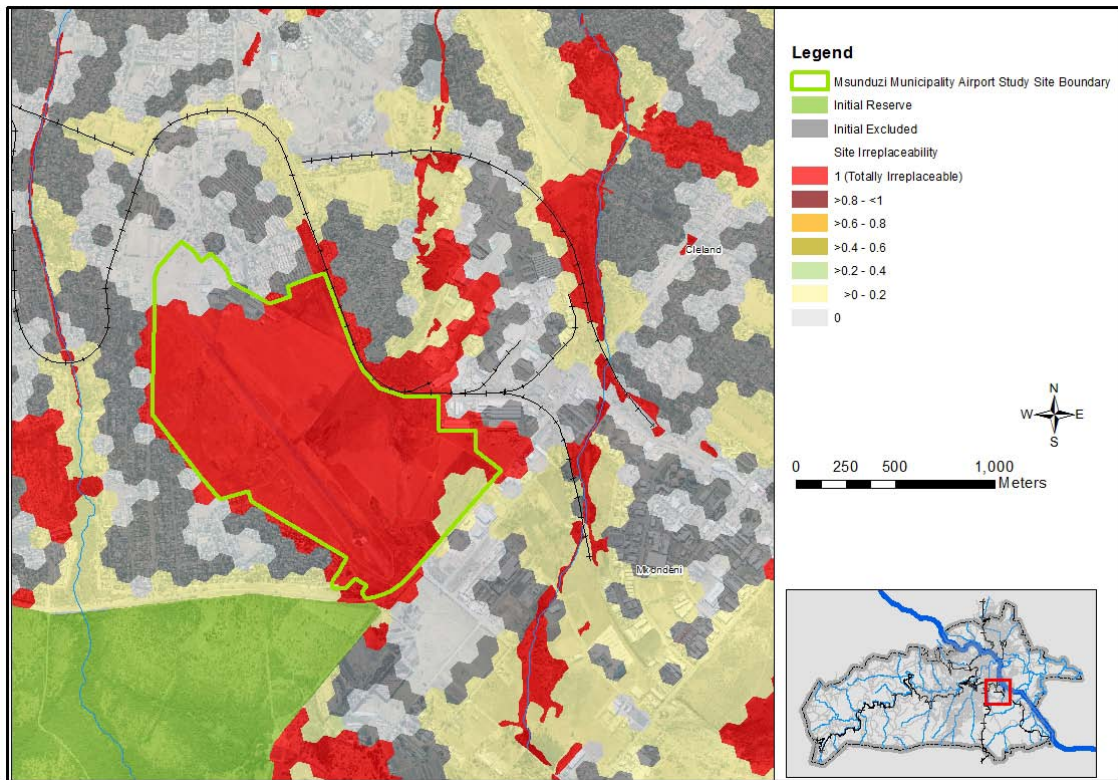 Legend
Msunduzi Municipality Airport Study Site Boundary
Initial Reserve
Initial Excluded
Site Irreplaceability
1 (Totally Irreplaceable)
>0.8 - <1
>0.6 - 0.8
>0.4 - 0.6
>0.2 - 0.4
>0 - 0.2
0
Cleland
Mkondeni
N
W E
S
0 250 500 1,000
Meters